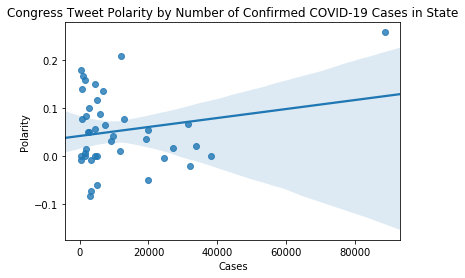 Congress Tweet Polarity by Number of Confirmed COVID-19 Cases in State
0.2
0.1
0.0
−0.1
Polarity
0 20000 40000 60000 80000
Cases